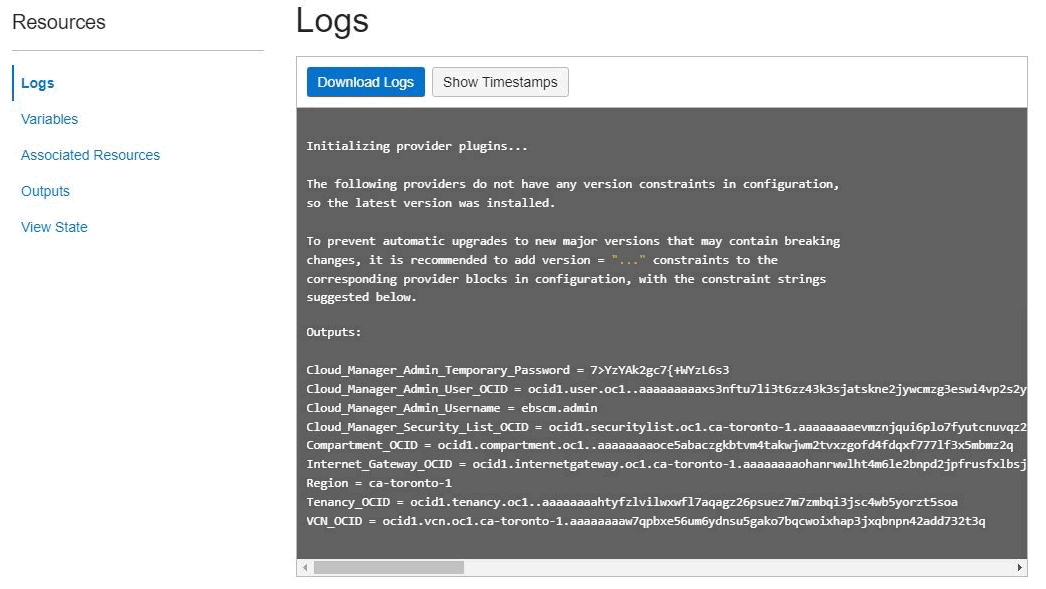 Resources
Logs
Variables
Associated Resources
Outputs
View State
Logs
Download Logs
Show Timestamps
Initializing provider plugins...
The following providers do not have any version constraints in configuration,
so the latest version was installed.
To prevent automatic upgrades to new major versions that may contain breaking
changes, it is recommended to add version = "..." constraints to the
corresponding provider blocks in configuration, with the constraint strings
suggested below.
Outputs:
Cloud_Manager_Admin_Temporary_Password = 7>YzYAk2gc7{+WYzL6s3
Cloud_Manager_Admin_User_OCID = ocid1.user.oc1..aaaaaaaaaxs3nftu7li3t6zz43k3sjatskne2jywcmzg3eswi4vp2s2y
Cloud_Manager_Admin_Username = ebscm.admin
Cloud_Manager_Security_List_OCID = ocid1.securitylist.oc1.ca-toronto-1.aaaaaaaaevmznjqui6plo7fyutcnuvqz2
Compartment_OCID = ocid1.compartment.oc1..aaaaaaaaoce5abaczgkbtvm4takwjwm2tvxzgofd4fdqxf777lf3x5mbmz2q
Internet_Gateway_OCID = ocid1.internetgateway.oc1.ca-toronto-1.aaaaaaaaohanrwwlht4m6le2bnpd2jpfrusfxlbsj
Region = ca-toronto-1
Tenancy_OCID = ocid1.tenancy.oc1..aaaaaaaahtyfzlvilwxwfl7aqagz26psuez7m7zmbqi3jsc4wb5yorzt5soa
VCN_OCID = ocid1.vcn.oc1.ca-toronto-1.aaaaaaaaw7qpbxe56um6ydnsu5gako7bqcwoixhap3jxqbnpn42add732t3q